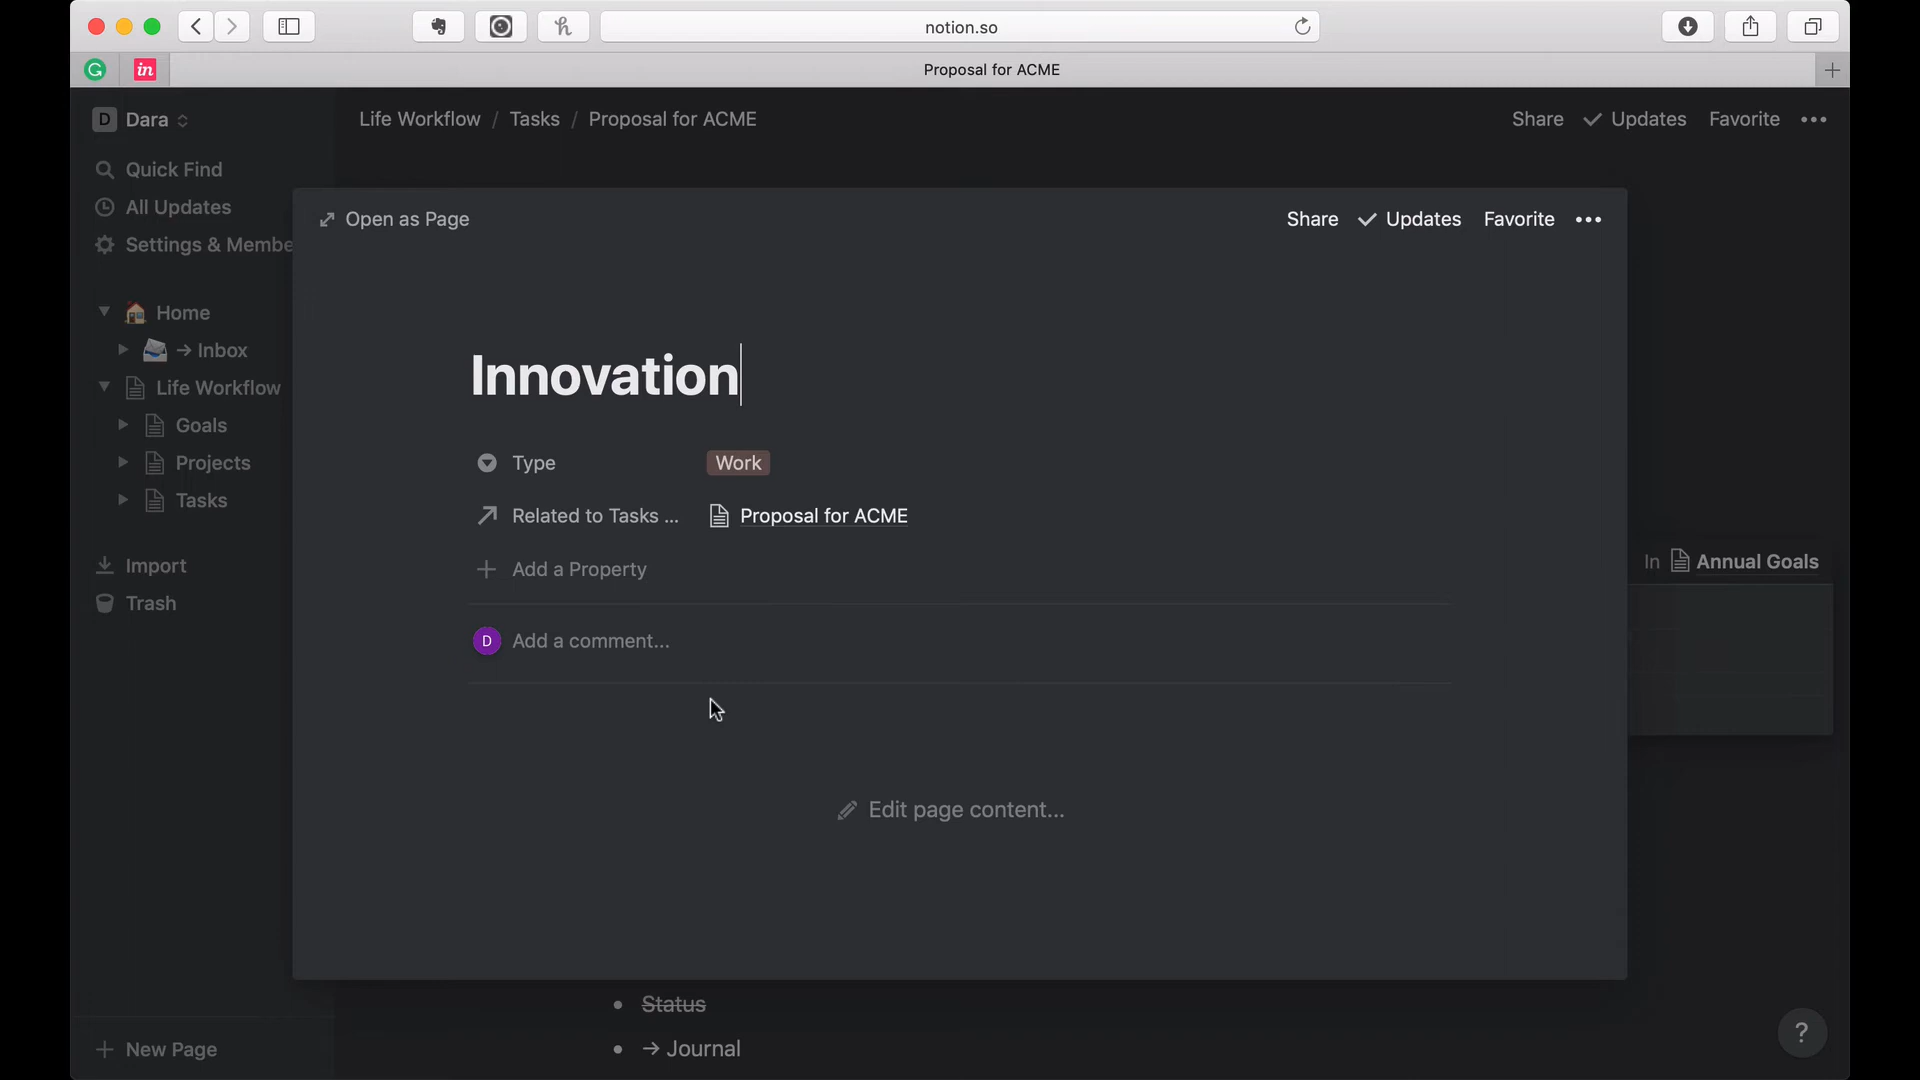 notion.so
Proposal for ACME
D Dara
Life Workflow / Tasks / Proposal for ACME
Share Updates Favorite
Quick Find
All Updates
Settings & Membe
Home
→ Inbox
Life Workflow
Goals
Projects
Tasks
Import
Trash
New Page
Open as Page
Share Updates Favorite
Innovation
Type Work
Related to Tasks ... Proposal for ACME
Add a Property
D Add a comment...
Edit page content...
In Annual Goals
Status
→ Journal
?